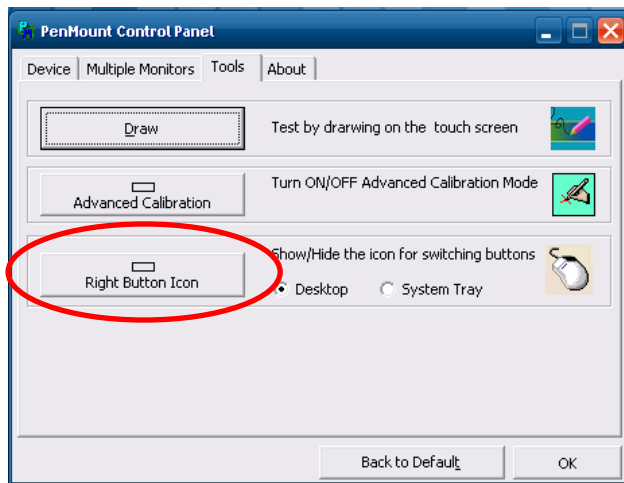 PenMount Control Panel
Device Multiple Monitors Tools About
Draw Test by drarwing on the touch screen
Advanced Calibration Turn ON/OFF Advanced Calibration Mode
Right Button Icon Show/Hide the icon for switching buttons
Desktop System Tray
Back to Default OK